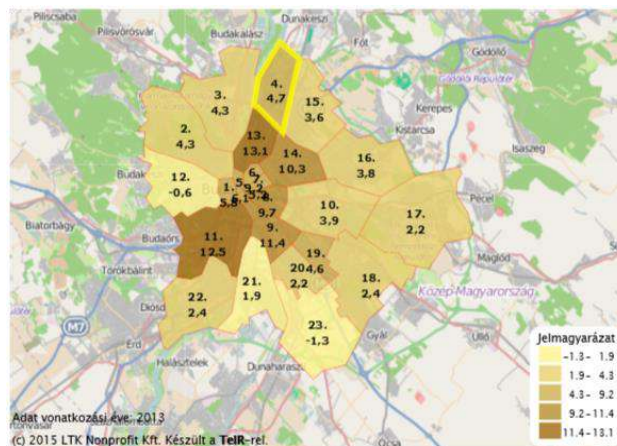 Piliscsaba
Pilisvörösvár
Budakalász
Dunakeszi
Fót
Gödöllő
Gödöllői Repülőtér
Kerepes
Kistarcsa
Isaszeg
Pécel
Maglód
Közép-Magyarország
Üllő
Gyál
Ócsa
Dunaharasz
Halásztelek
Érd
Diósd
Törökbálint
Budaörs
Biatorbágy
M7
3.
4,3
4.
4,7
15.
3,6
2.
4,3
13.
13,1
14.
10,3
16.
3,8
12.
-0,6
1.
9,7
10.
3,9
17.
2,2
11.
12,5
9.
11,4
19.
4,6
20
2,2
18.
2,4
21.
1,9
22.
2,4
23.
-1,3
Jelmagyarázat
-1.3- 1.9
1.9- 4.3
4.3- 9.2
9.2-11.4
11.4-13.1
Adat vonatkozási éve: 2013
(c) 2015 LTK Nonprofit Kft. Készült a TeIR-rel.